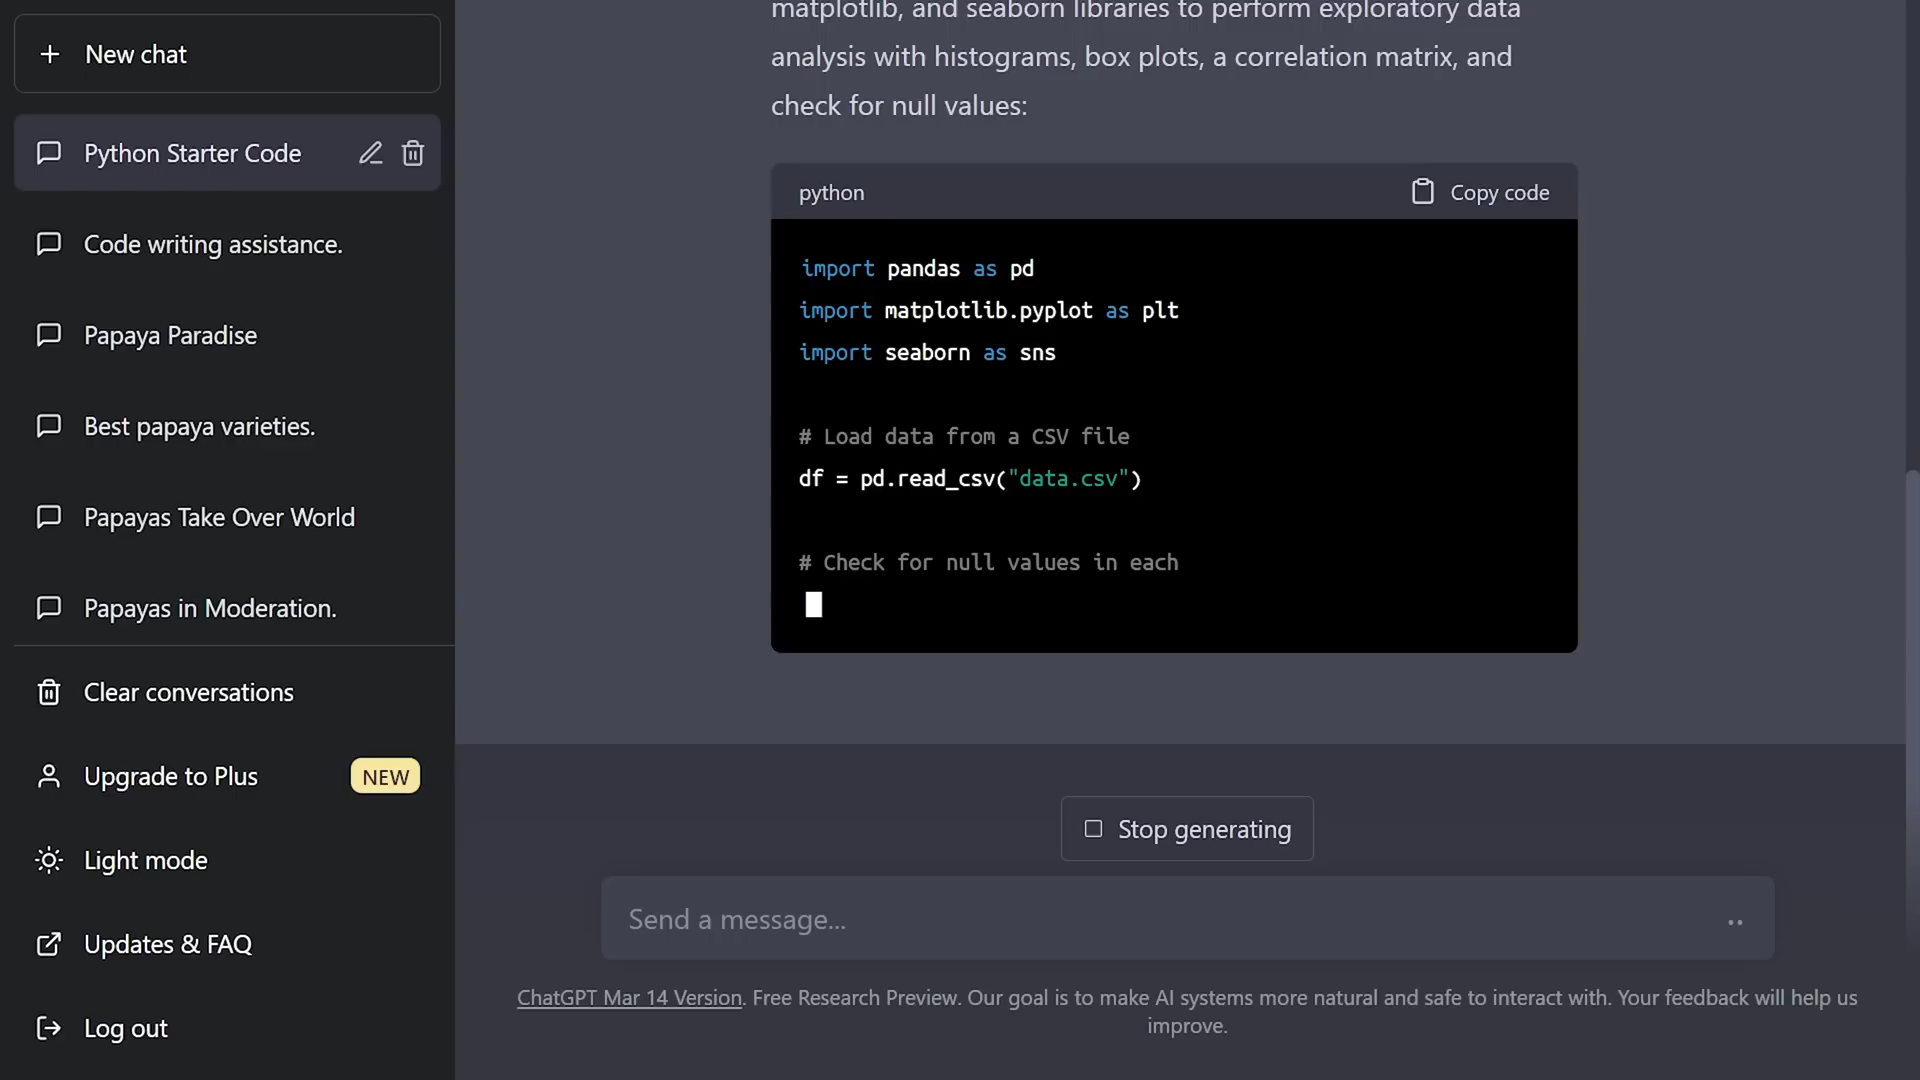 New chat
Python Starter Code
Code writing assistance.
Papaya Paradise
Best papaya varieties.
Papayas Take Over World
Papayas in Moderation.
Clear conversations
Upgrade to Plus NEW
Light mode
Updates & FAQ
Log out
matplotlib, and seaborn libraries to perform exploratory data
analysis with histograms, box plots, a correlation matrix, and
check for null values:
python Copy code
import pandas as pd
import matplotlib.pyplot as plt
import seaborn as sns
# Load data from a CSV file
df = pd.read_csv("data.csv")
# Check for null values in each
Stop generating
Send a message...
ChatGPT Mar 14 Version. Free Research Preview. Our goal is to make AI systems more natural and safe to interact with. Your feedback will help us
improve.